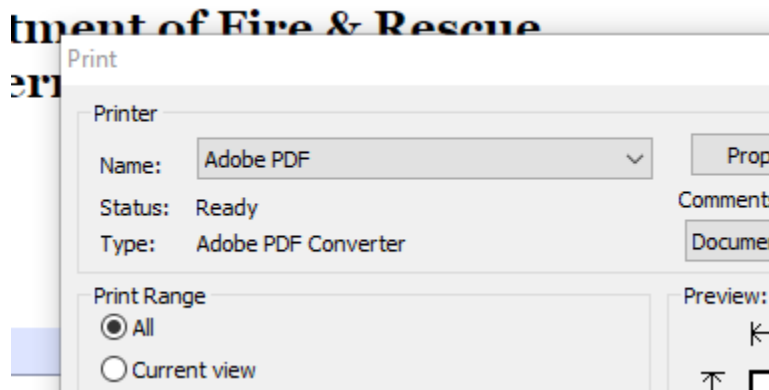 tment of Fire & Rescue
Print
Printer
Name: Adobe PDF
Prop
Status: Ready
Comment
Type: Adobe PDF Converter
Docume
Print Range
Preview:
All
Current view